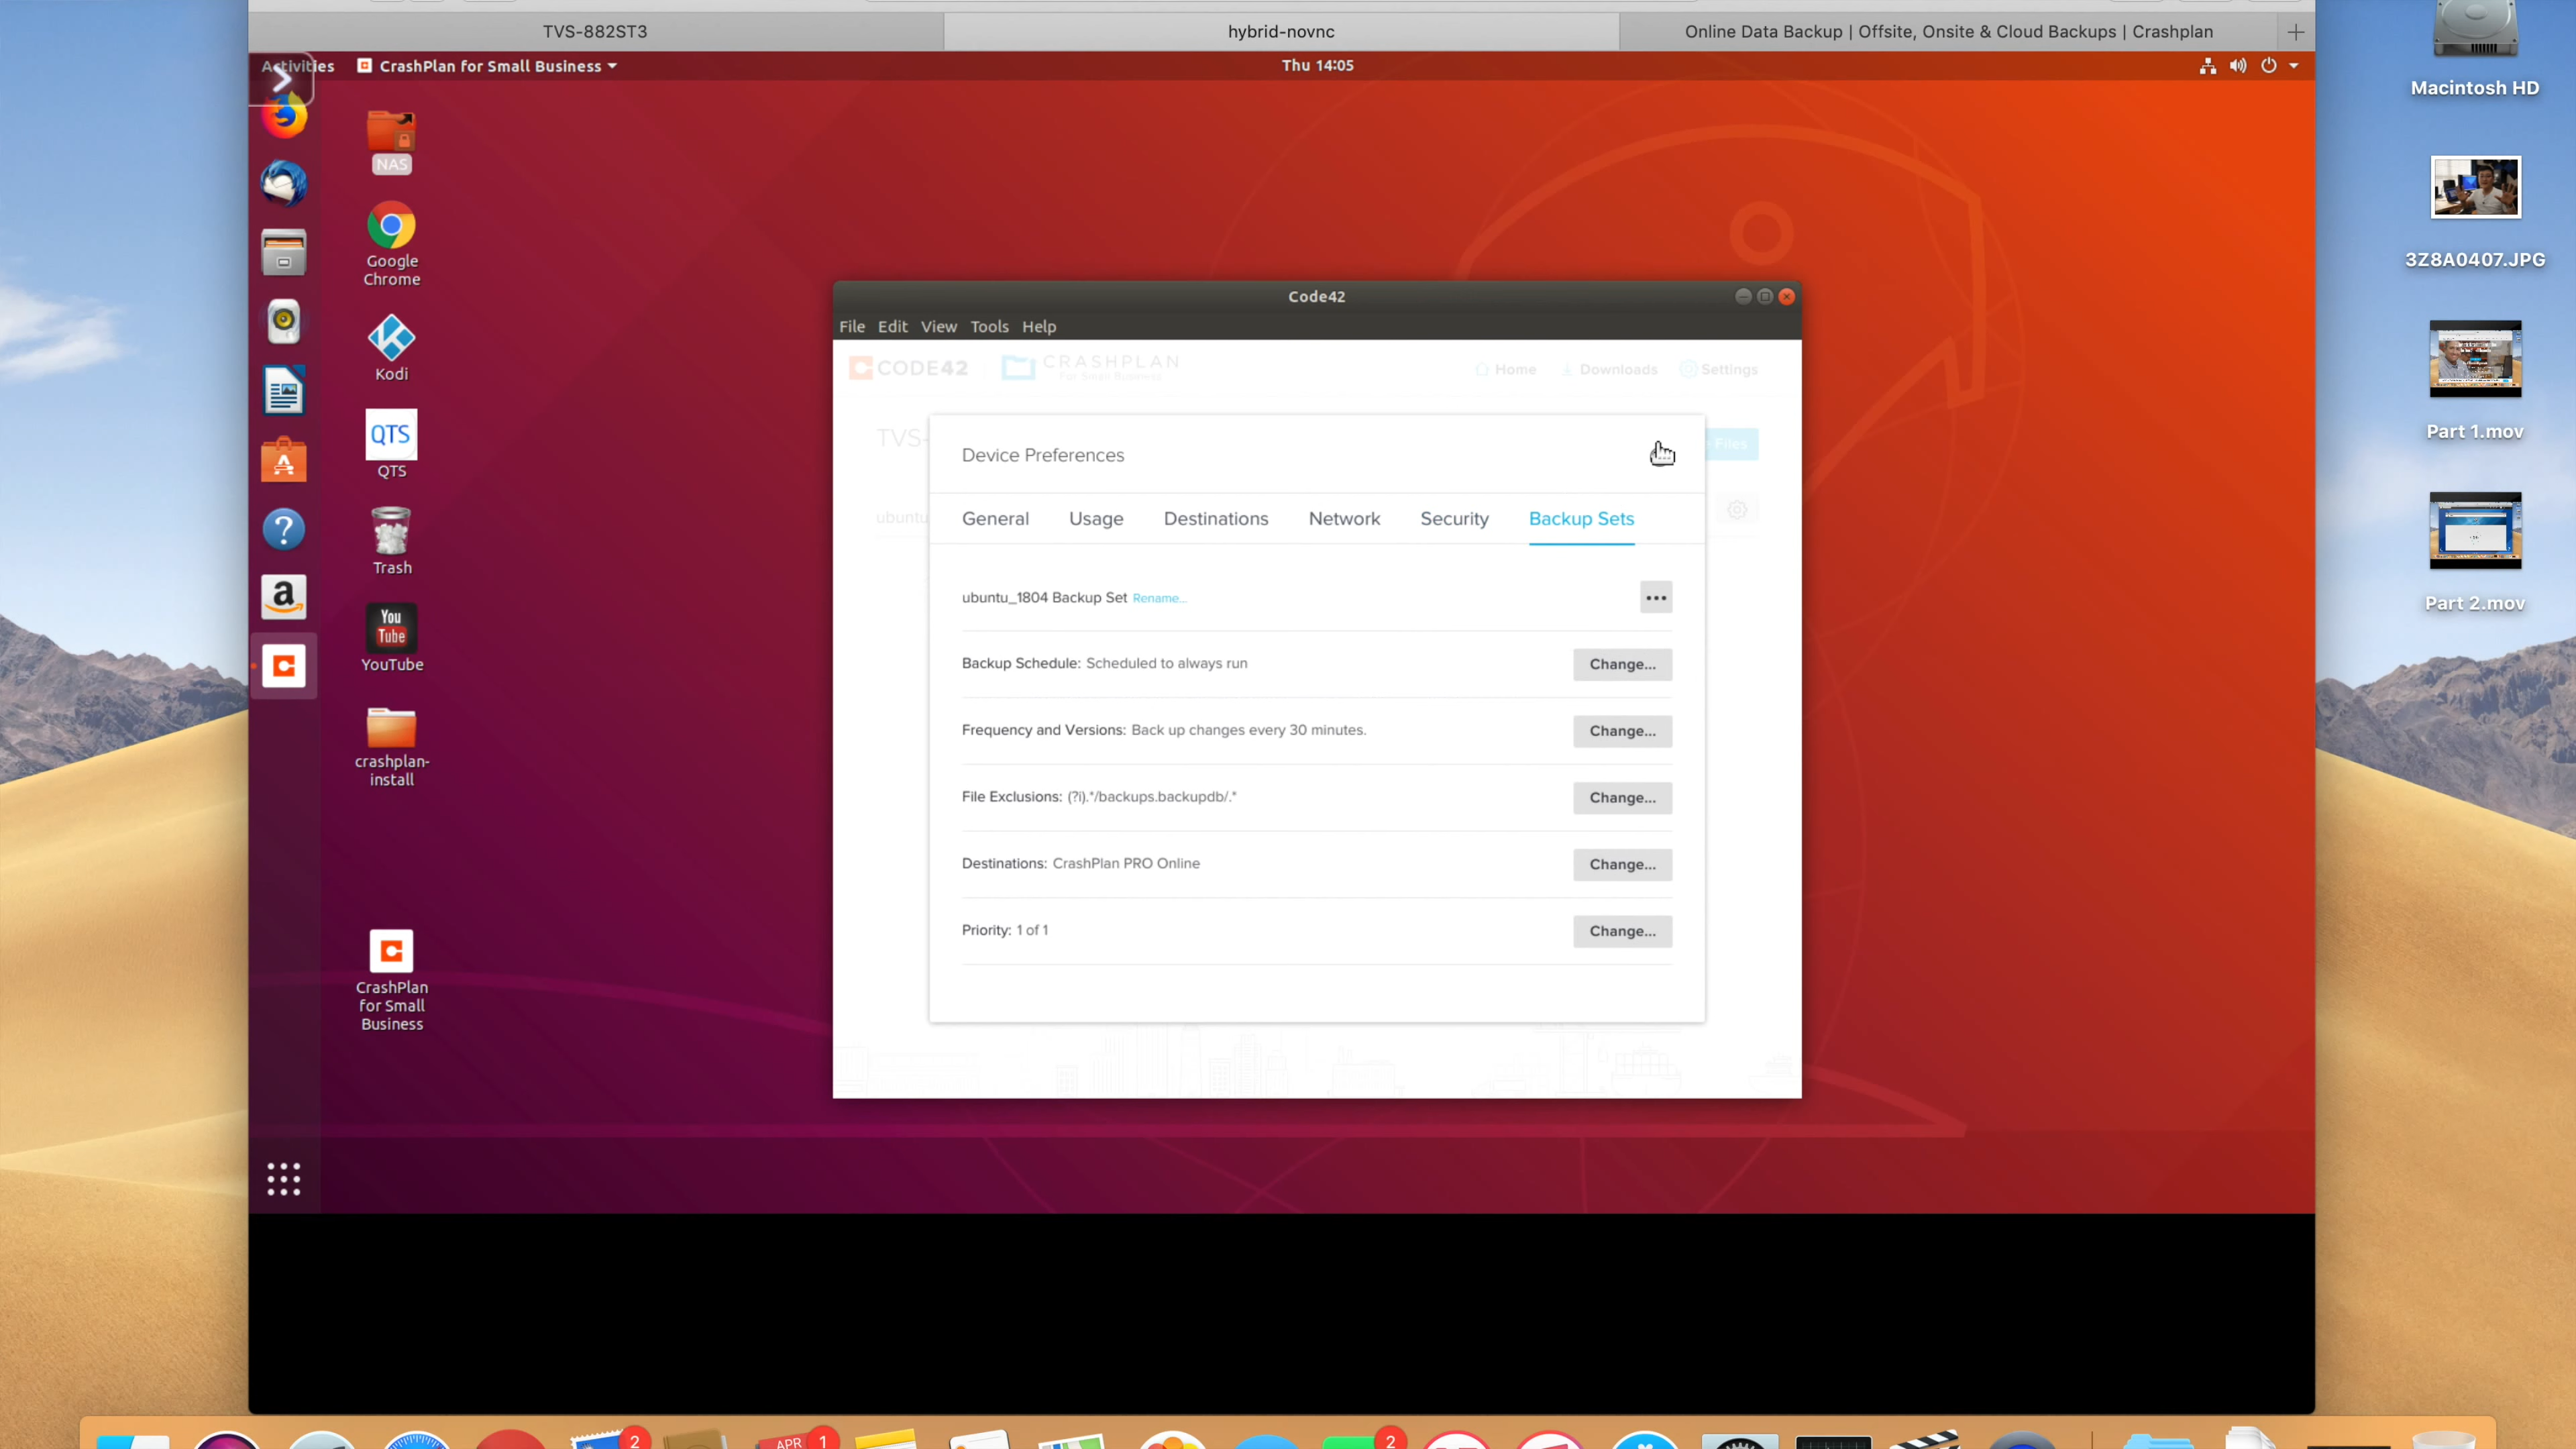 TVS-882ST3
hybrid-novnc
Online Data Backup | Offsite, Onsite & Cloud Backups | Crashplan
Activities
CrashPlan for Small Business
Thu 14:05
Macintosh HD
NAS
3Z8A0407.JPG
Google
Chrome
Code42
File Edit View Tools Help
Kodi
CODE42
CRASHPLAN
For Small Business
Home
Downloads
Settings
Part 1.mov
QTS
QTS
TVS-
Files
Device Preferences
ubuntu
General
Usage
Destinations
Network
Security
Backup Sets
Trash
ubuntu_1804 Backup Set Rename...
Part 2.mov
You
Tube
YouTube
Backup Schedule: Scheduled to always run
Change...
Frequency and Versions: Back up changes every 30 minutes.
Change...
crashplan-
install
File Exclusions: (?i).*/backups.backupdb/.*
Change...
Destinations: CrashPlan PRO Online
Change...
Priority: 1 of 1
Change...
CrashPlan
for Small
Business
2
APR
1
2